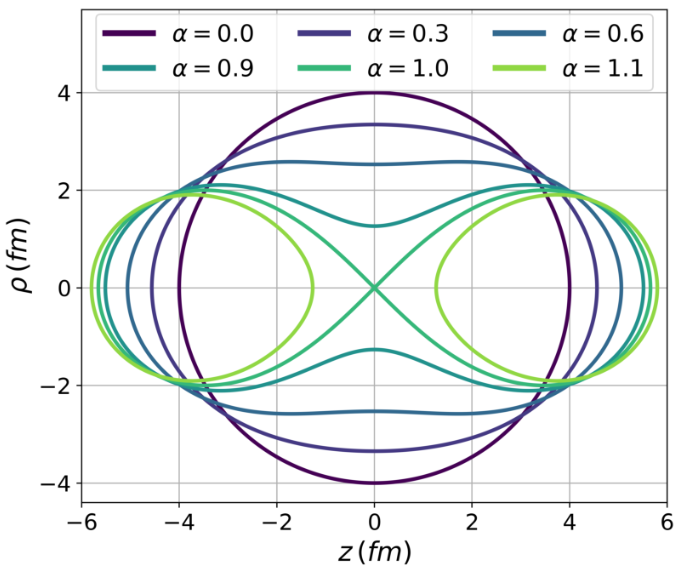 α = 0.0 α = 0.3 α = 0.6
α = 0.9 α = 1.0 α = 1.1
4
2
0
−2
−4
ρ (fm)
−6 −4 −2 0 2 4 6
z (fm)